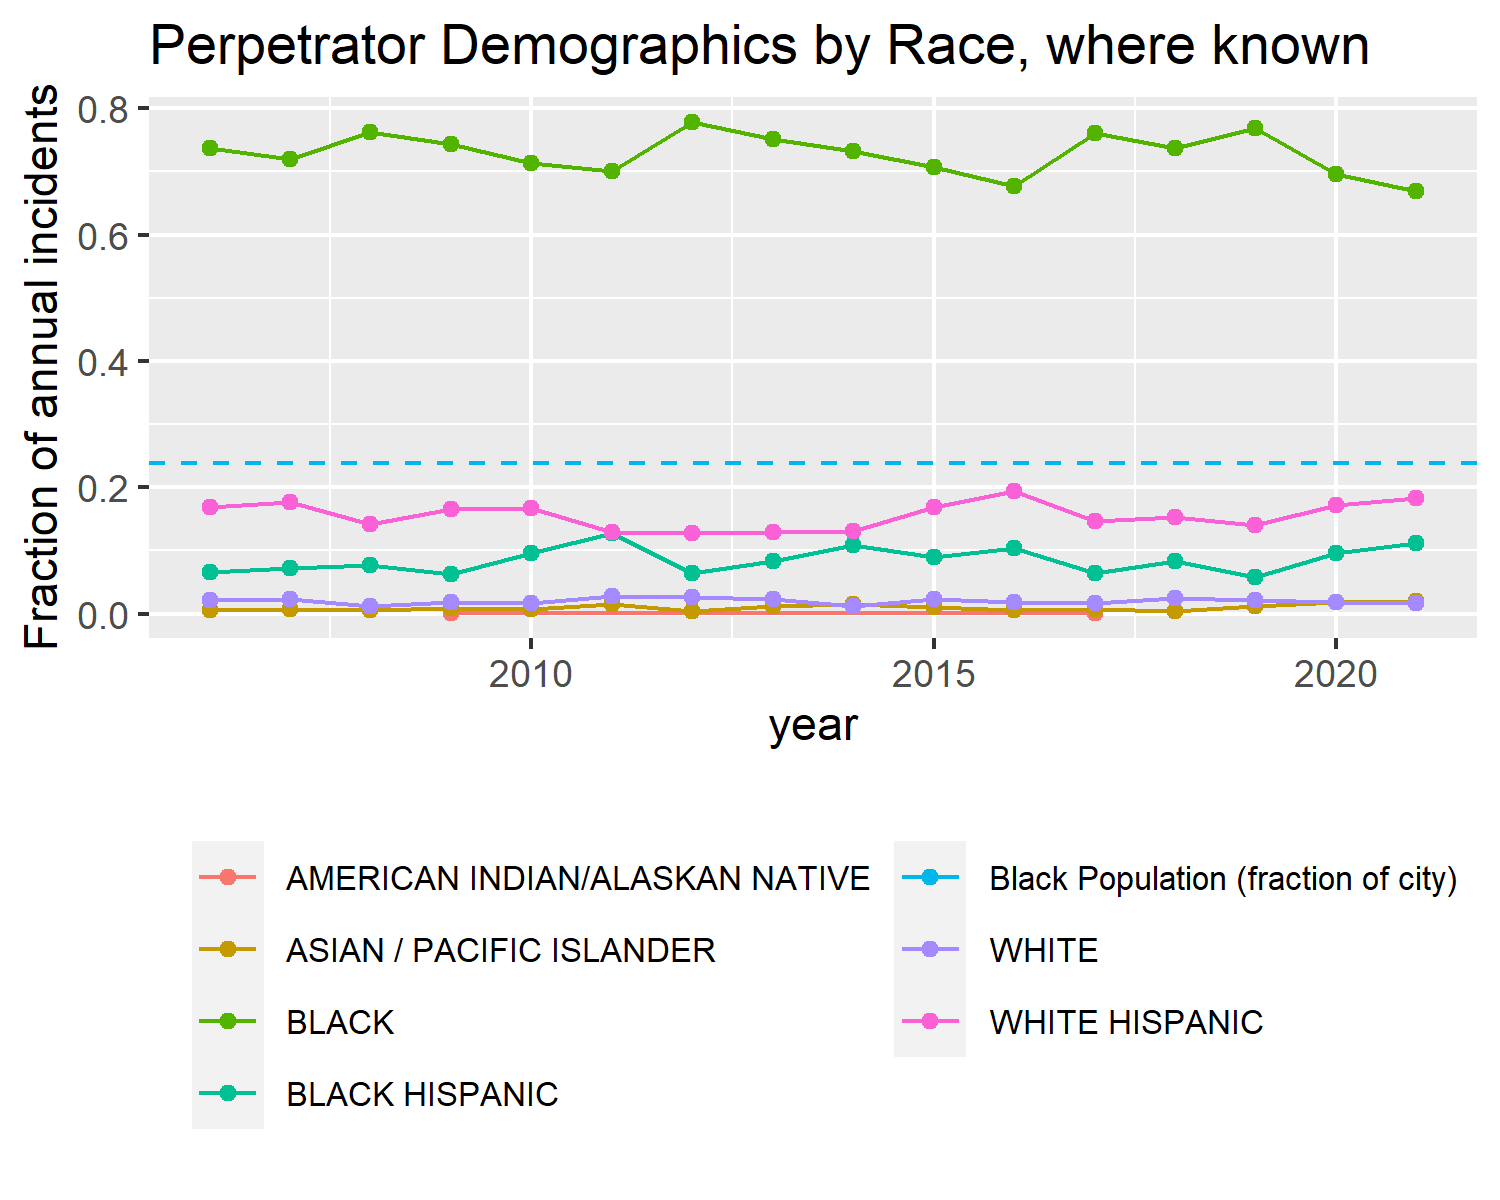 Perpetrator Demographics by Race, where known
Fraction of annual incidents
0.8
0.6
0.4
0.2
0.0
2010 2015 2020
year
AMERICAN INDIAN/ALASKAN NATIVE
ASIAN / PACIFIC ISLANDER
BLACK
BLACK HISPANIC
Black Population (fraction of city)
WHITE
WHITE HISPANIC